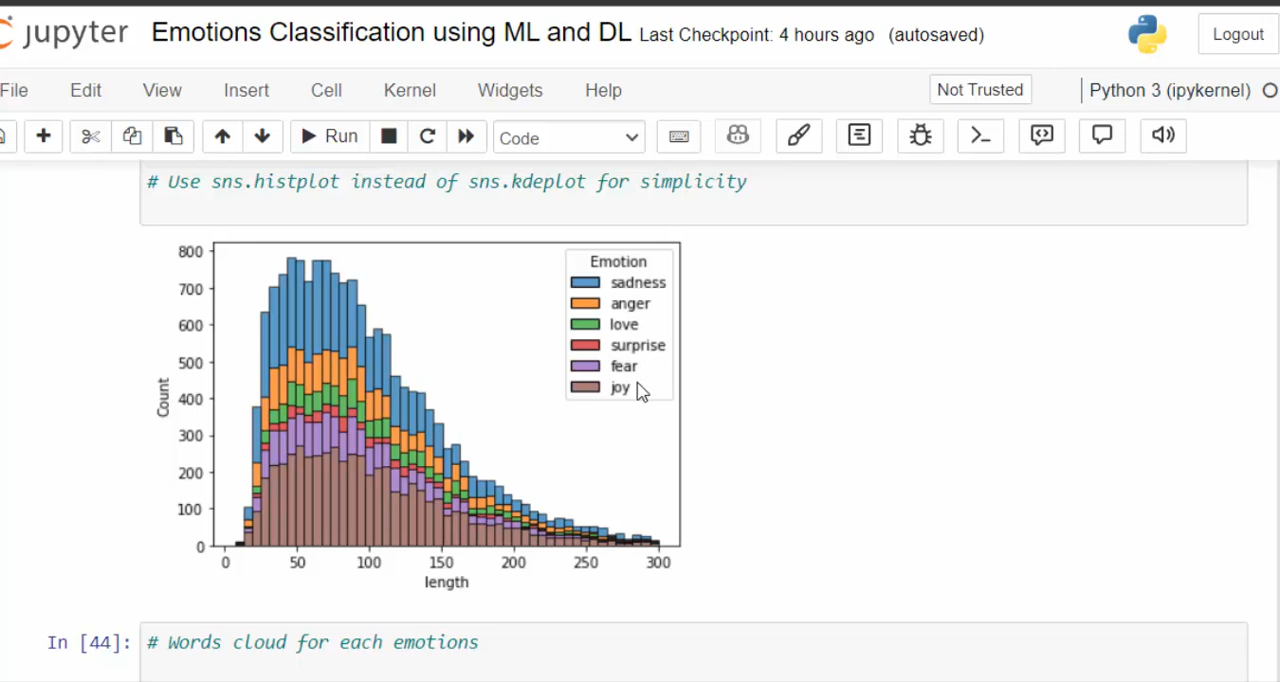 jupyter Emotions Classification using ML and DL Last Checkpoint: 4 hours ago (autosaved) Logout
File Edit View Insert Cell Kernel Widgets Help Not Trusted Python 3 (ipykernel)
Run Code
# Use sns.histplot instead of sns.kdeplot for simplicity
800
700
600
500
400
300
200
100
0
Count
Emotion
sadness
anger
love
surprise
fear
joy
0 50 100 150 200 250 300
length
In [44]: # Words cloud for each emotions